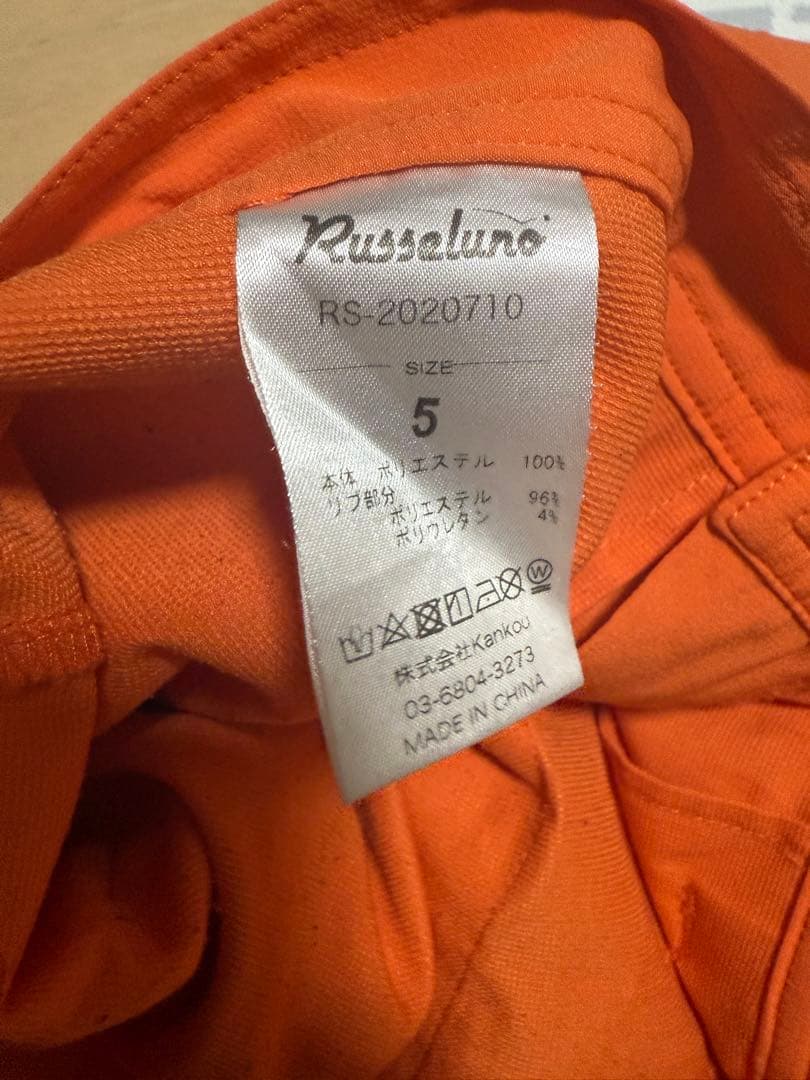 Russeluno
RS-2020710
SIZE
5
本体 ポリエステル 100%
リブ部分
ポリエステル 96%
ポリウレタン 4%
W
株式会社Kankou
03-6804-3273
MADE IN CHINA